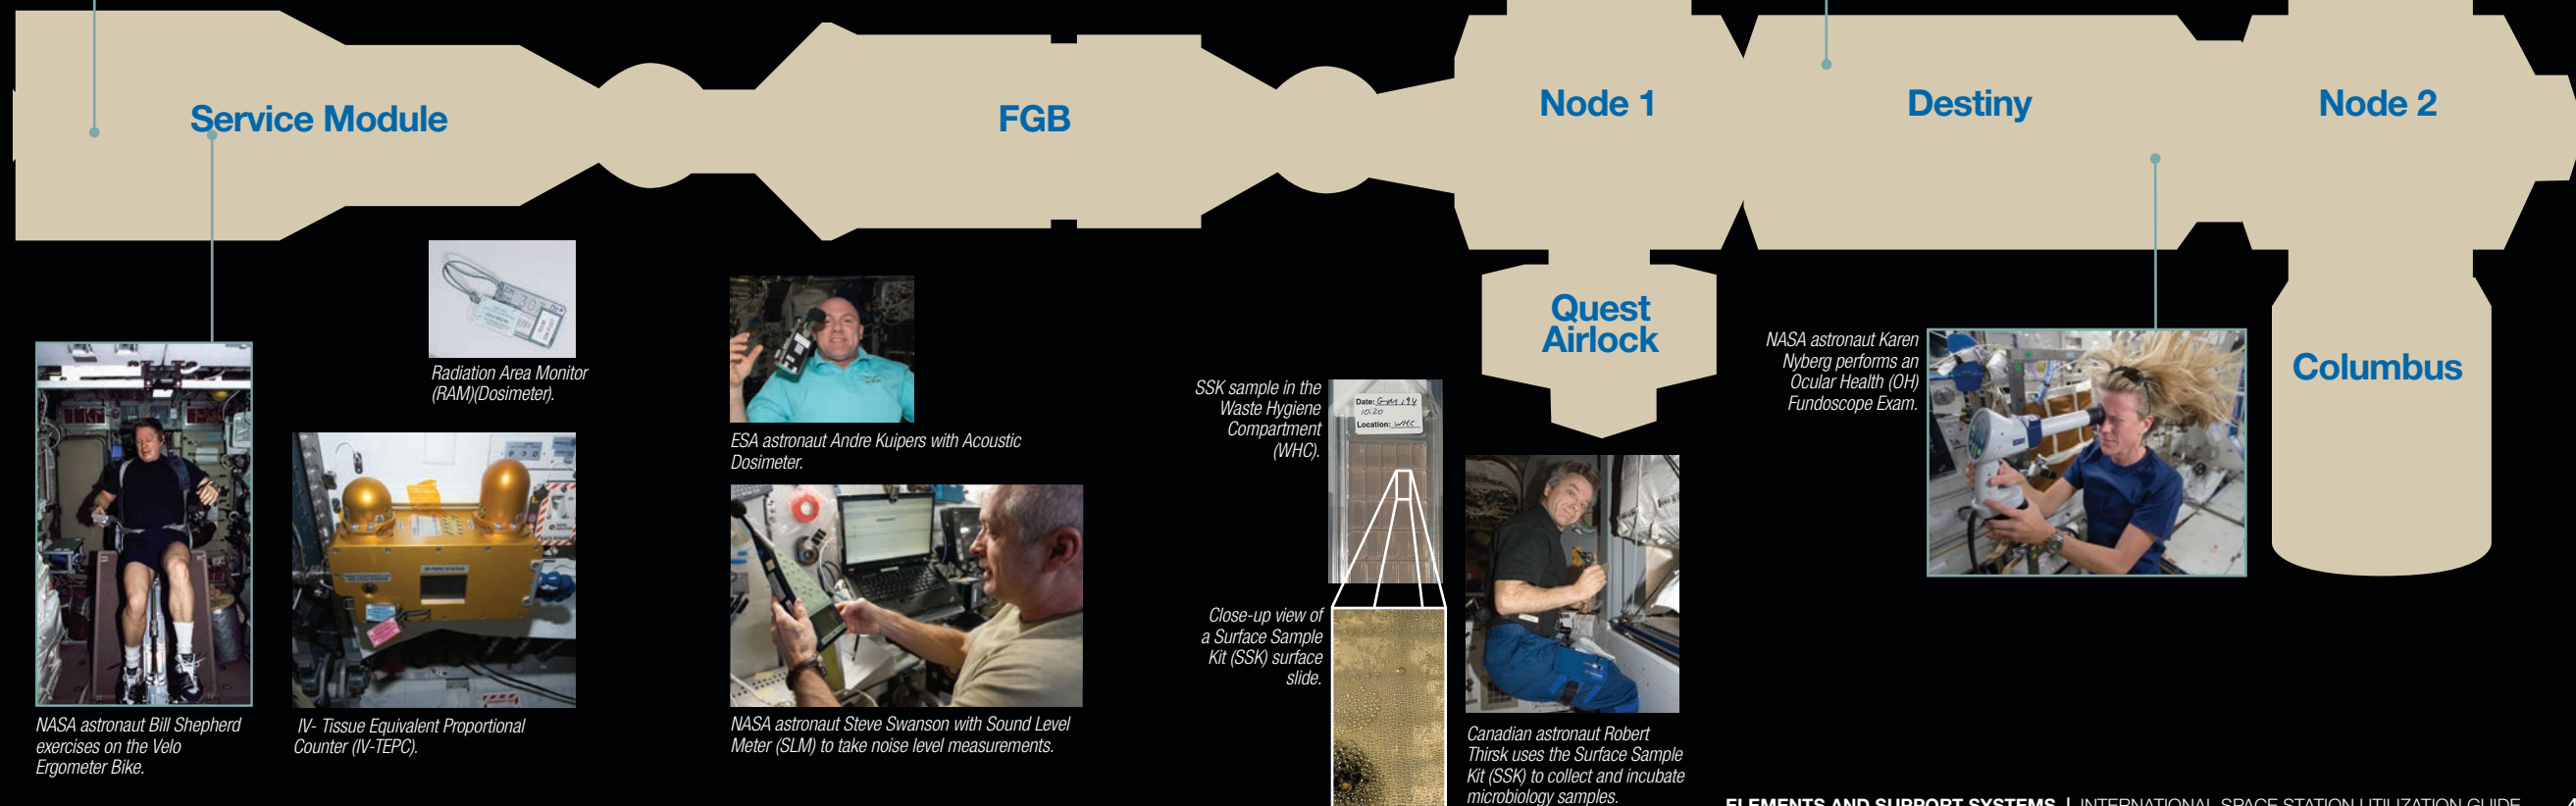 Service Module
FGB
Node 1
Destiny
Node 2
Quest
Airlock
Columbus
Radiation Area Monitor
(RAM)(Dosimeter).
NASA astronaut Bill Shepherd
exercises on the Velo
Ergometer Bike.
IV- Tissue Equivalent Proportional
Counter (IV-TEPC).
ESA astronaut Andre Kuipers with Acoustic
Dosimeter.
NASA astronaut Steve Swanson with Sound Level
Meter (SLM) to take noise level measurements.
SSK sample in the
Waste Hygiene
Compartment
(WHC).
Date:
10:20
Location: WHC
Close-up view of
a Surface Sample
Kit (SSK) surface
slide.
Canadian astronaut Robert
Thirsk uses the Surface Sample
Kit (SSK) to collect and incubate
microbiology samples.
NASA astronaut Karen
Nyberg performs an
Ocular Health (OH)
Fundoscope Exam.
ELEMENTS AND SUPPORT SYSTEMS | INTERNATIONAL SPACE STATION UTILIZATION GUIDE